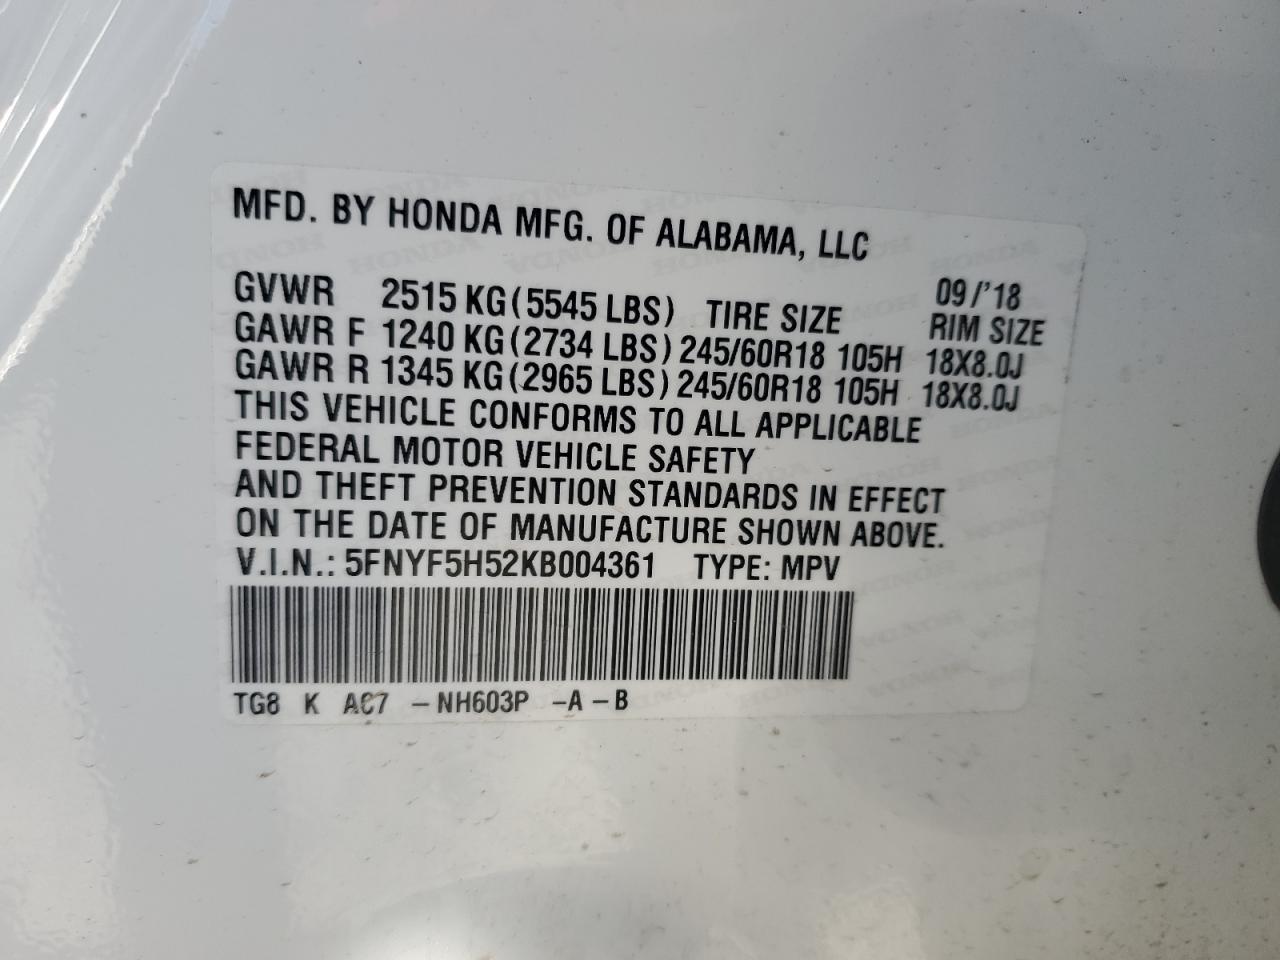 MFD. BY HONDA MFG. OF ALABAMA, LLC
09/'18
GVWR 2515 KG (5545 LBS) TIRE SIZE RIM SIZE
GAWR F 1240 KG (2734 LBS) 245/60R18 105H 18X8.0J
GAWR R 1345 KG (2965 LBS) 245/60R18 105H 18X8.0J
THIS VEHICLE CONFORMS TO ALL APPLICABLE
FEDERAL MOTOR VEHICLE SAFETY
AND THEFT PREVENTION STANDARDS IN EFFECT
ON THE DATE OF MANUFACTURE SHOWN ABOVE.
V.I.N.: 5FNYF5H52KB004361 TYPE: MPV
TG8 K AC7 -NH603P -A-B